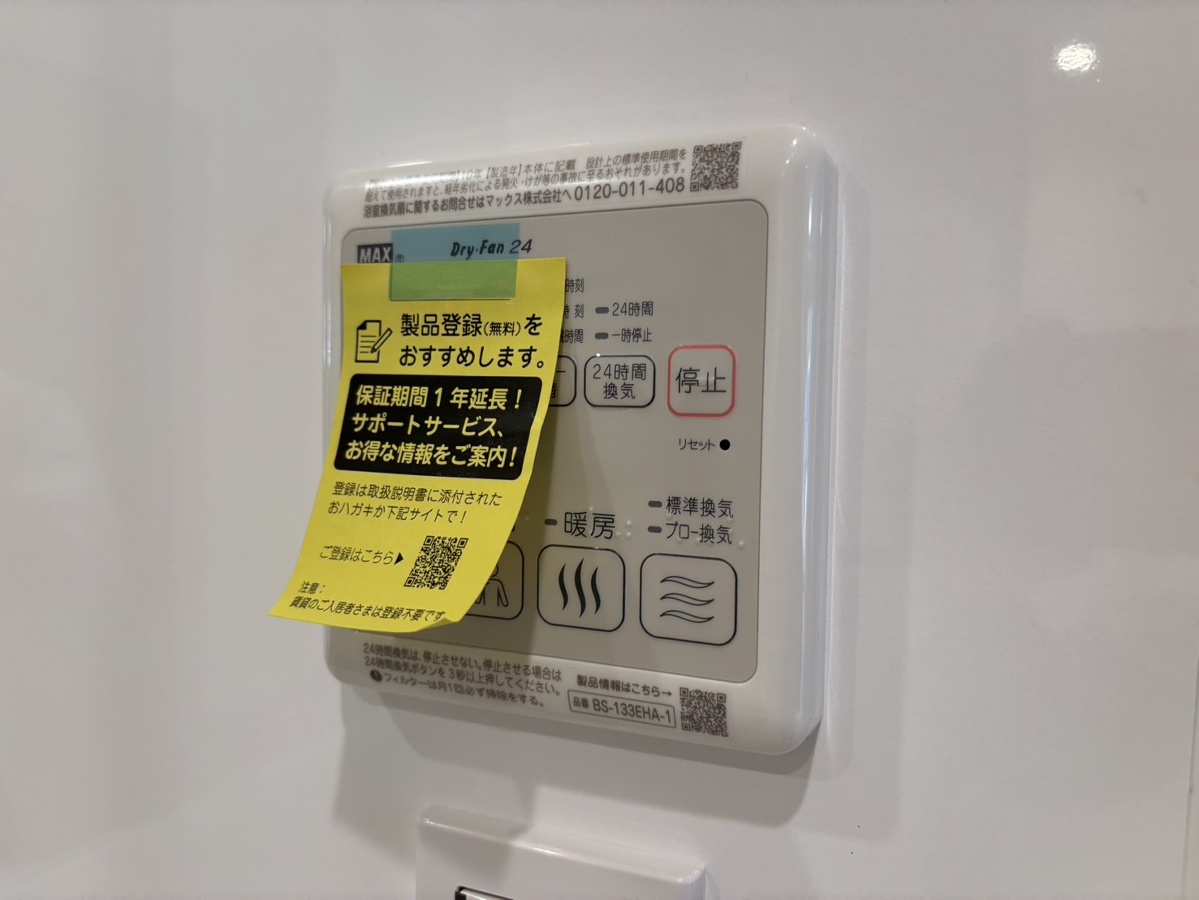 10年【製造年】本体に記載 設計上の標準使用期間を
超えて使用されますと、経年劣化による発火・けが等の事故に至るおそれがあります。
浴室換気扇に関するお問合せはマックス株式会社へ 0120-011-408
MAX®
Dry・Fan 24
時刻
時刻
24時間
時間
一時停止
24時間
換気
停止
リセット
製品登録(無料)を
おすすめします。
保証期間1年延長!
サポートサービス、
お得な情報をご案内!
登録は取扱説明書に添付された
おハガキか下記サイトで!
ご登録はこちら▶
注意:
賃貸のご入居者さまは登録不要です
暖房
標準換気
ブロー換気
24時間換気は、停止させない。停止させる場合は
24時間換気ボタンを3秒以上押してください。
フィルターは月1回必ず掃除をする。
製品情報はこちら→
品番 BS-133EHA-1